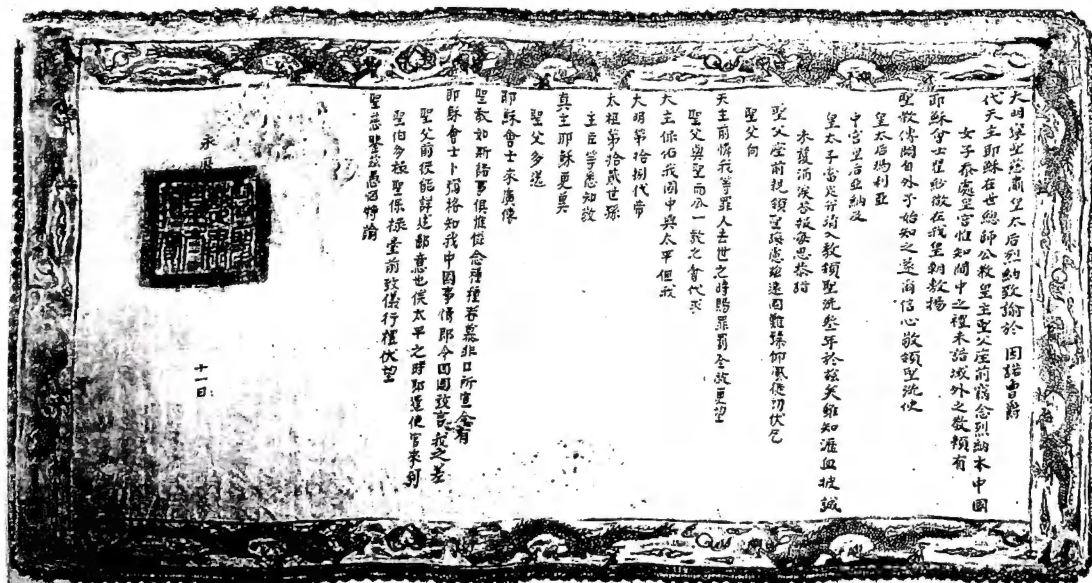 大明寧聖慈肅皇太后烈納致諭於 因諾曾爵
代天主耶穌在世總師公教皇主聖父座前竊念烈納本中國
女子忝處皇宮惟知閫中之禮未諳域外之教賴有
耶穌會士瞿紗微在我皇朝敷揚
聖教傳聞自外予始知之遂爾信心敬領聖洗使
皇太后瑪利亞
中宮皇后亞納及
皇太子當定並請入教領聖洗叁年於茲矣雖知瀝血披誠
未獲涓埃答報每思恭詣
聖父座前親領聖誨慮茲遠國難臻仰風徒切伏乞
聖父向
天主前憐我等罪人去世之時賜罪罰全赦更望
聖父與聖而公一教之會代求
天主保佑我國中興太平俾我
大明第拾捌代帝
太祖第拾貳世孫
主臣等悉知敬
真主耶穌更冀
聖父多送
耶穌會士來廣傳
聖教如斯諸事俱惟憐念種種眷慕非口所宣今有
耶穌會士卜彌格知我中國事情即令回國致言我之差
聖父前彼能詳述鄙意也俟太平之時即遣使官來到
聖伯多祿聖保祿臺前致儀行禮伏望
聖慈鑒茲愚悃特諭
永曆
十一日